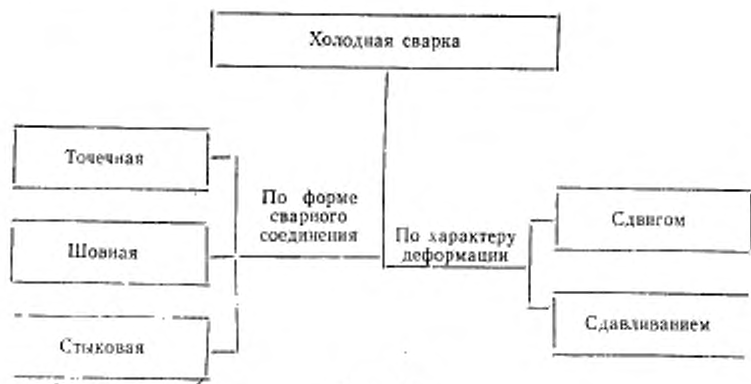 Холодная сварка
Точечная
Шовная
Стыковая
По форме
сварного
соединения
По характеру
деформации
Сдвигом
Сдавливанием